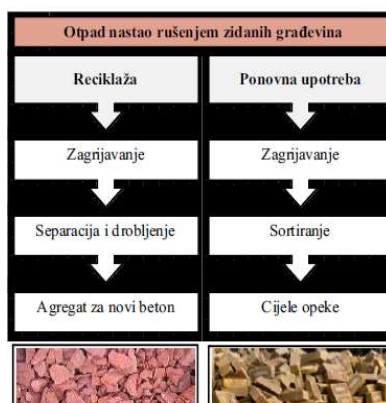 Otpad nastao rušenjem zidanih građevina
Reciklaža
Ponovna upotreba
Zagrijavanje
Zagrijavanje
Separacija i drobljenje
Sortiranje
Agregat za novi beton
Cijele opeke